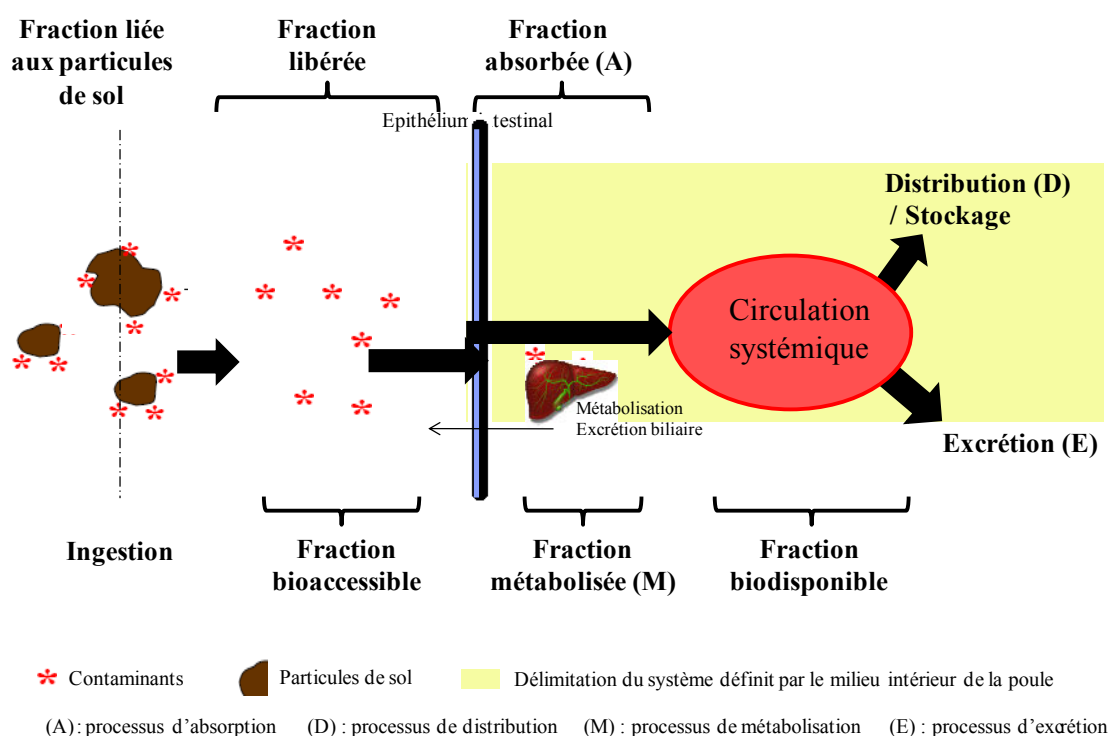 Fraction liée
aux particules
de sol
Fraction
libérée
Fraction
absorbée (A)
Epithélium testinal
Distribution (D)
/ Stockage
Circulation
systémique
Métabolisation
Excrétion biliaire
Excrétion (E)
Ingestion
Fraction
bioaccessible
Fraction
métabolisée (M)
Fraction
biodisponible
Contaminants
Particules de sol
Délimitation du système définit par le milieu intérieur de la poule
(A) : processus d’absorption (D) : processus de distribution (M) : processus de métabolisation (E) : processus d’excrétion